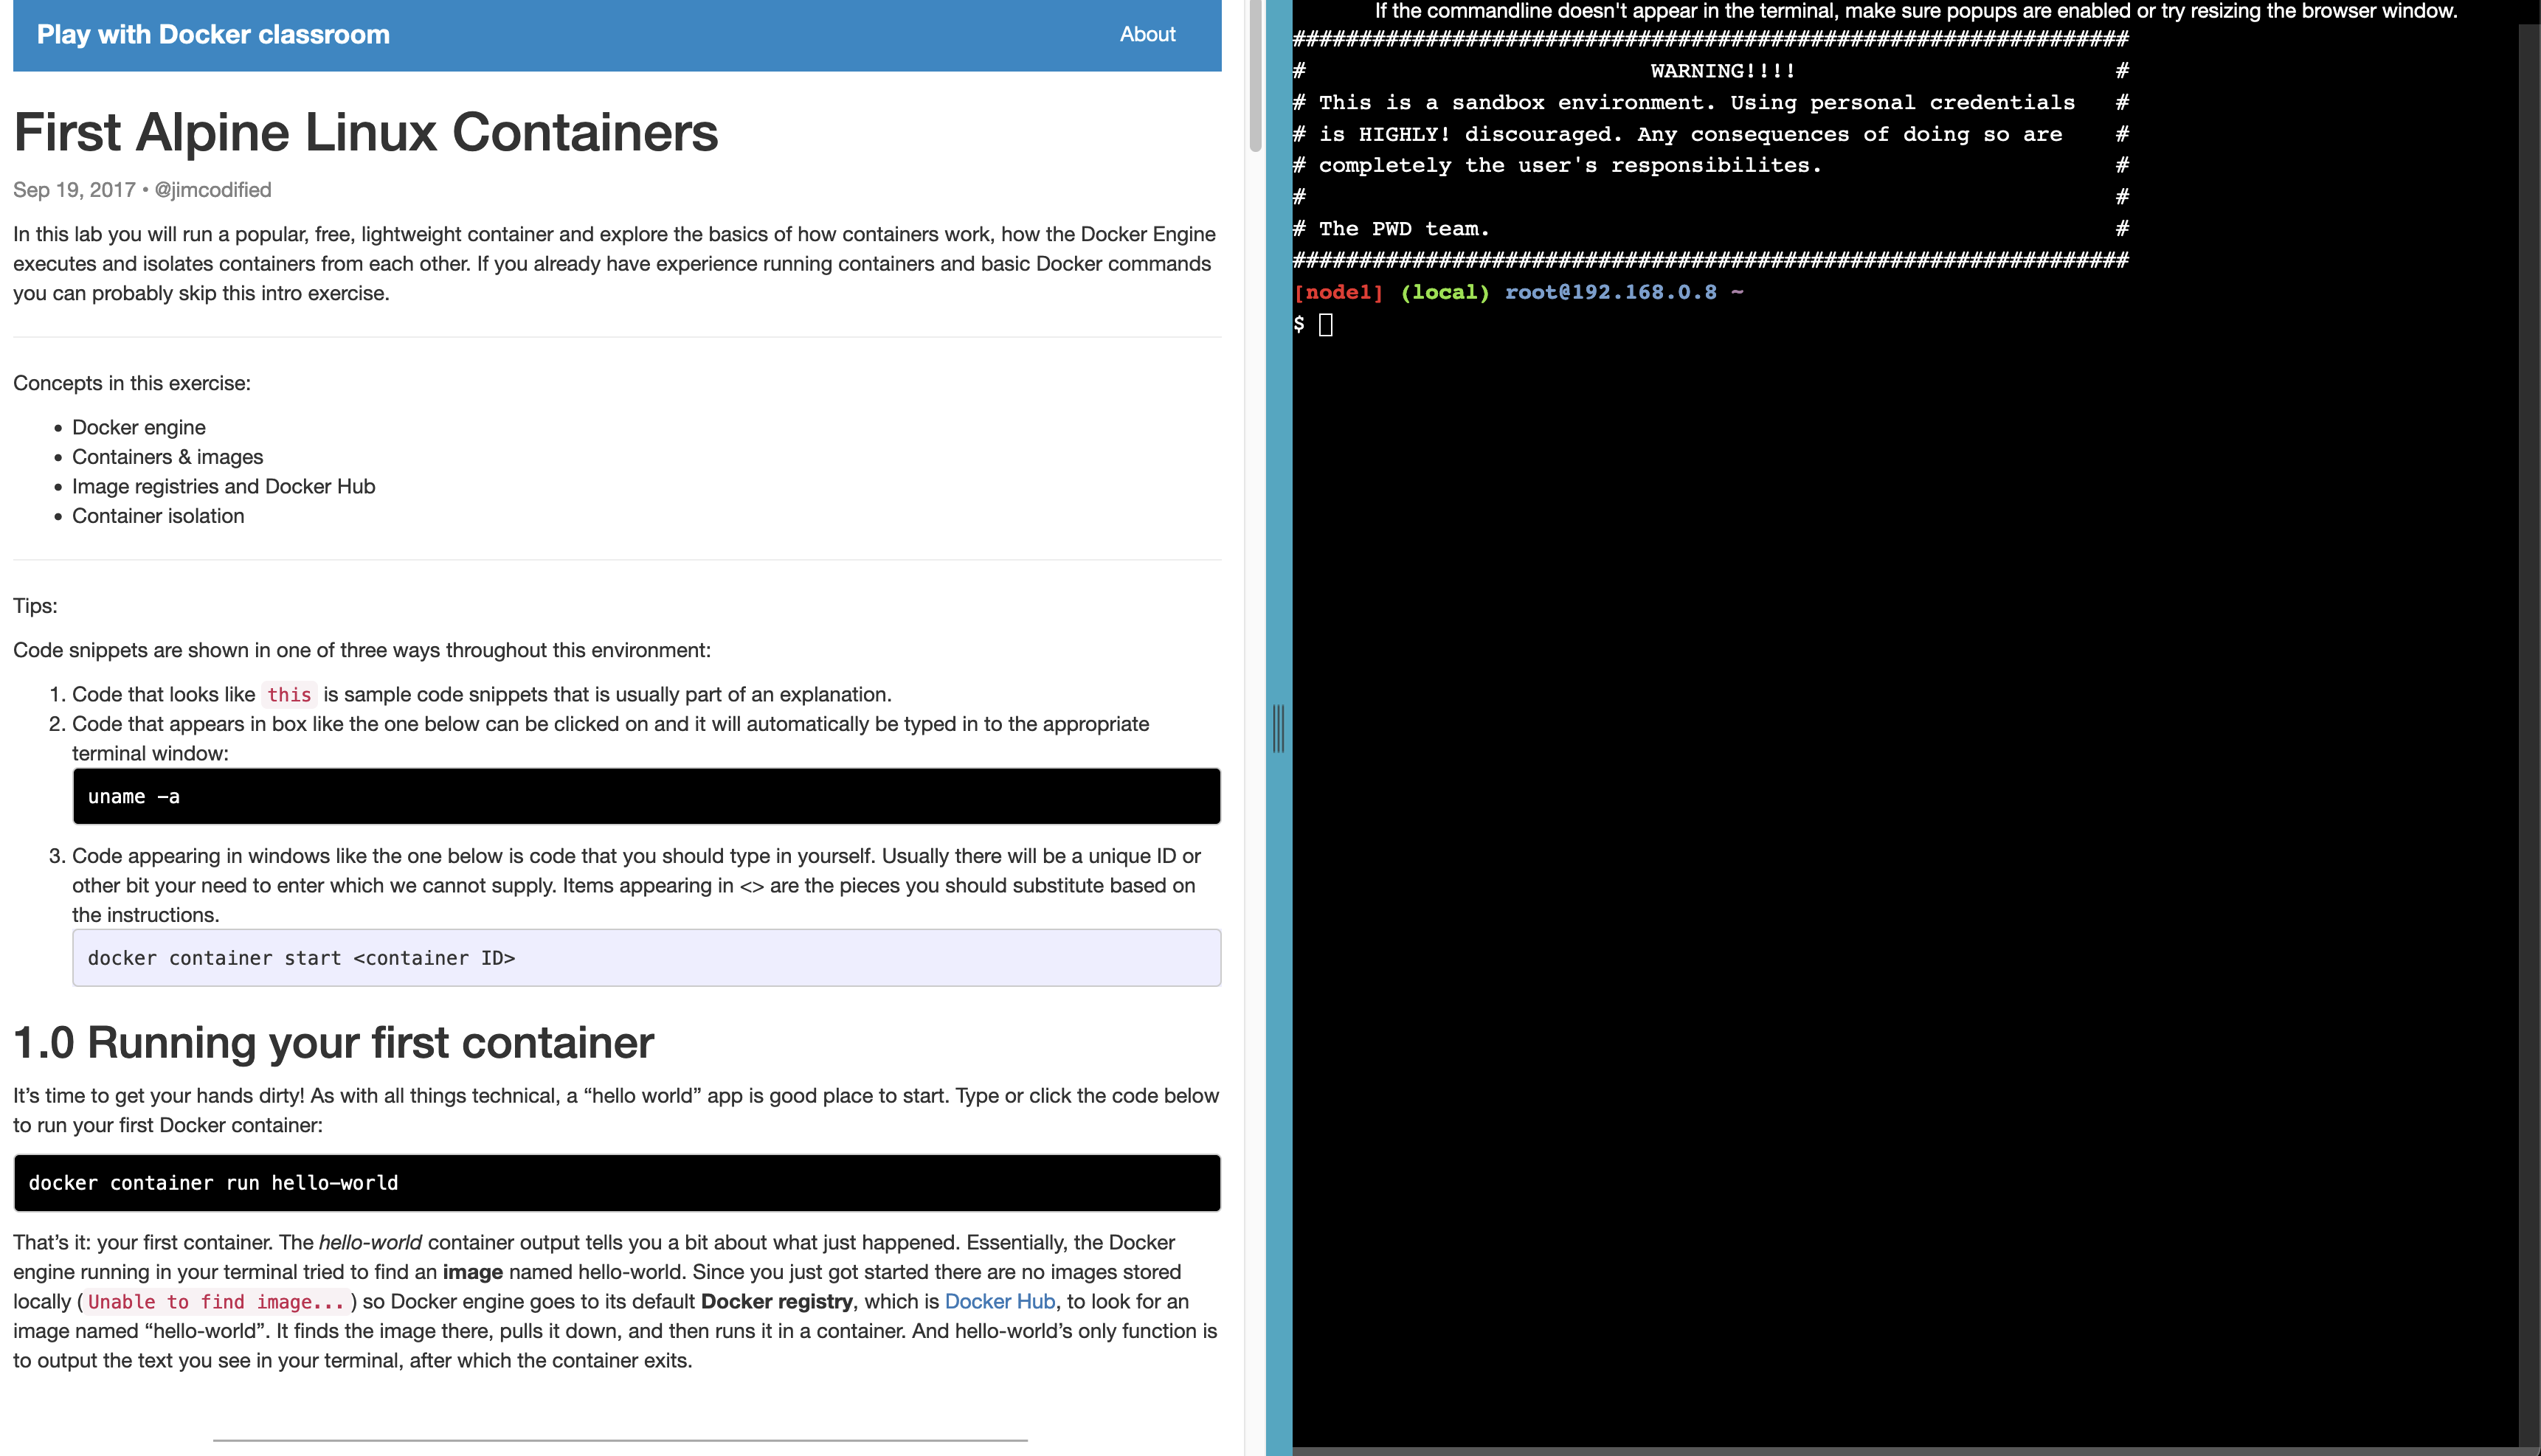 Play with Docker classroom
About
First Alpine Linux Containers
Sep 19, 2017 • @jimcodified
In this lab you will run a popular, free, lightweight container and explore the basics of how containers work, how the Docker Engine
executes and isolates containers from each other. If you already have experience running containers and basic Docker commands
you can probably skip this intro exercise.
Concepts in this exercise:
• Docker engine
• Containers & images
• Image registries and Docker Hub
• Container isolation
Tips:
Code snippets are shown in one of three ways throughout this environment:
1. Code that looks like this is sample code snippets that is usually part of an explanation.
2. Code that appears in box like the one below can be clicked on and it will automatically be typed in to the appropriate
terminal window:
uname -a
3. Code appearing in windows like the one below is code that you should type in yourself. Usually there will be a unique ID or
other bit your need to enter which we cannot supply. Items appearing in <> are the pieces you should substitute based on
the instructions.
docker container start <container ID>
1.0 Running your first container
It’s time to get your hands dirty! As with all things technical, a “hello world” app is good place to start. Type or click the code below
to run your first Docker container:
docker container run hello-world
That’s it: your first container. The hello-world container output tells you a bit about what just happened. Essentially, the Docker
engine running in your terminal tried to find an image named hello-world. Since you just got started there are no images stored
locally (Unable to find image...) so Docker engine goes to its default Docker registry, which is Docker Hub, to look for an
image named “hello-world”. It finds the image there, pulls it down, and then runs it in a container. And hello-world’s only function is
to output the text you see in your terminal, after which the container exits.
If the commandline doesn't appear in the terminal, make sure popups are enabled or try resizing the browser window.
###############################################################
# WARNING!!!! #
# This is a sandbox environment. Using personal credentials #
# is HIGHLY! discouraged. Any consequences of doing so are #
# completely the user's responsibilites. #
# #
# The PWD team. #
###############################################################
[node1] (local) root@192.168.0.8 ~
$